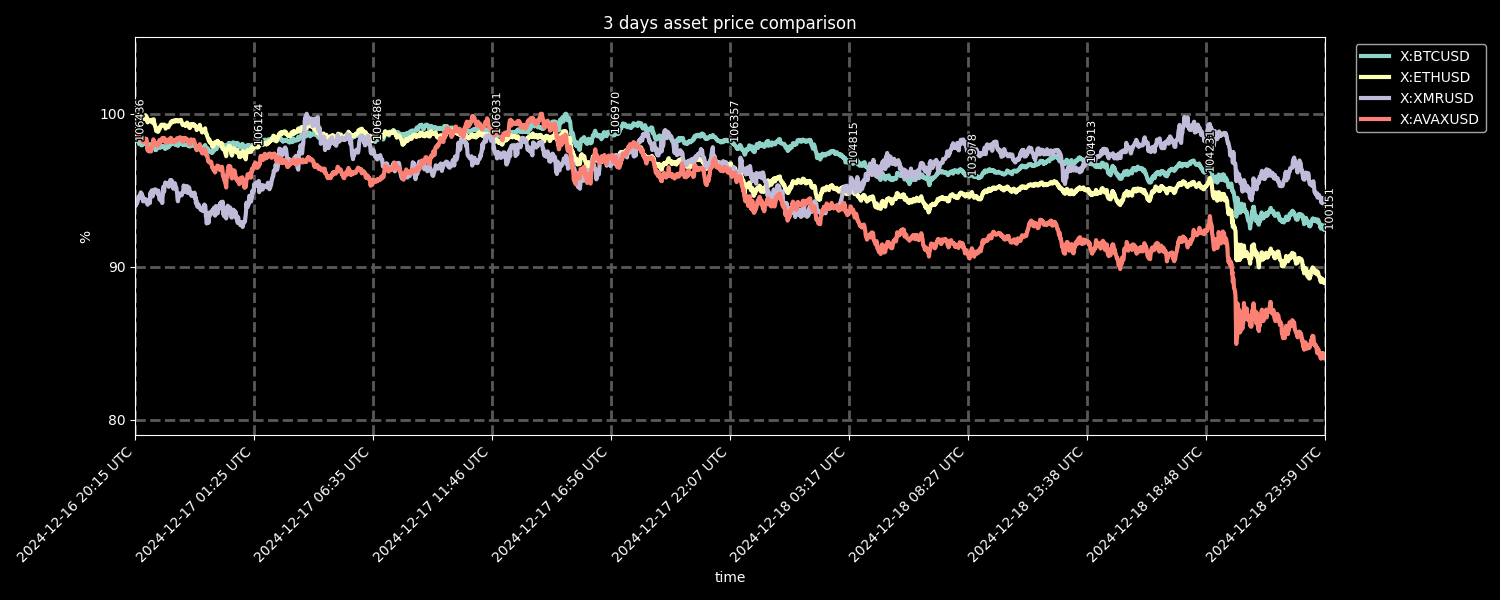 3 days asset price comparison
X:BTCUSD
X:ETHUSD
X:XMRUSD
X:AVAXUSD
100
90
80
%
106436
106124
106486
106931
106970
106357
104815
103978
104913
104231
100151
2024-12-16 20:15 UTC
2024-12-17 01:25 UTC
2024-12-17 06:35 UTC
2024-12-17 11:46 UTC
2024-12-17 16:56 UTC
2024-12-17 22:07 UTC
2024-12-18 03:17 UTC
2024-12-18 08:27 UTC
2024-12-18 13:38 UTC
2024-12-18 18:48 UTC
2024-12-18 23:59 UTC
time